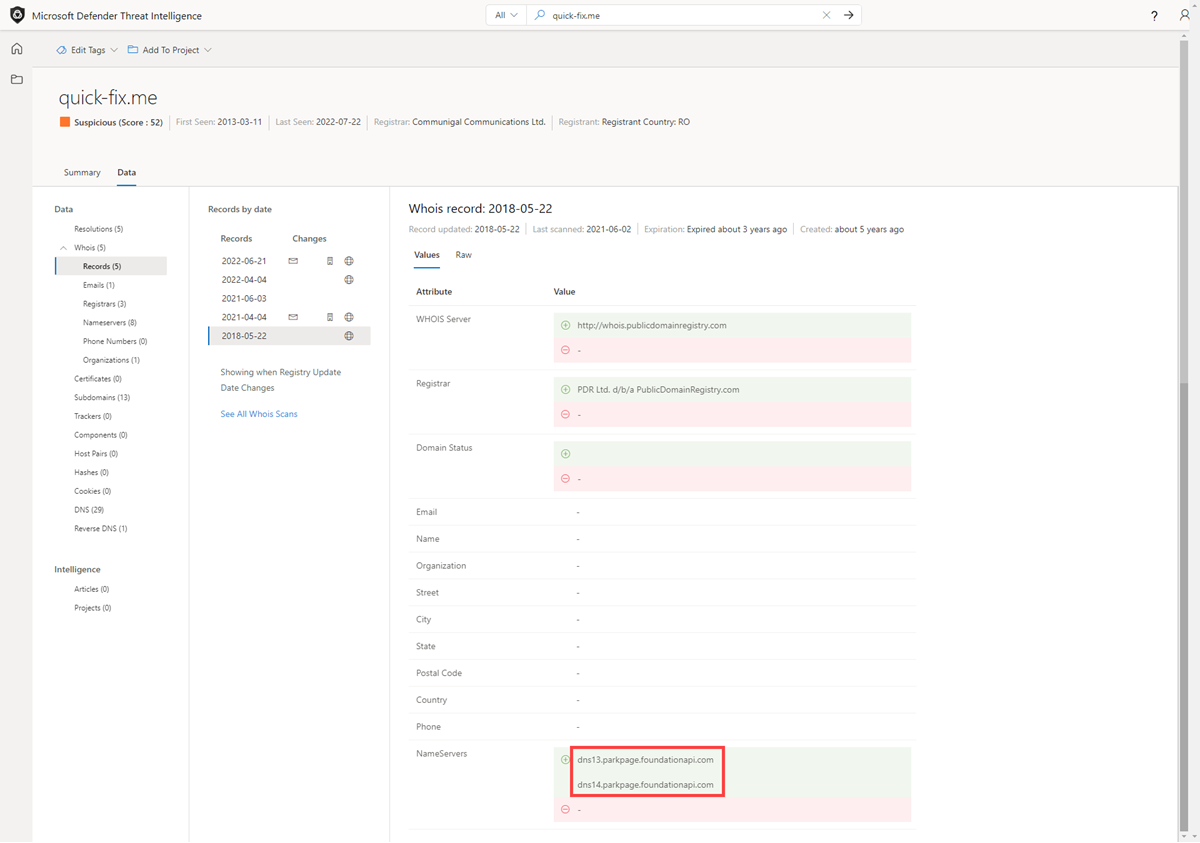 Microsoft Defender Threat Intelligence
All
quick-fix.me
?
Edit Tags
Add To Project
quick-fix.me
Suspicious (Score : 52)
First Seen: 2013-03-11
Last Seen: 2022-07-22
Registrar: Communigal Communications Ltd.
Registrant: Registrant Country: RO
Summary
Data
Data
Resolutions (5)
Whois (5)
Records (5)
Emails (1)
Registrars (3)
Nameservers (8)
Phone Numbers (0)
Organizations (1)
Certificates (0)
Subdomains (13)
Trackers (0)
Components (0)
Host Pairs (0)
Hashes (0)
Cookies (0)
DNS (29)
Reverse DNS (1)
Intelligence
Articles (0)
Projects (0)
Records by date
Records Changes
2022-06-21
2022-04-04
2021-06-03
2021-04-04
2018-05-22
Showing when Registry Update
Date Changes
See All Whois Scans
Whois record: 2018-05-22
Record updated: 2018-05-22
Last scanned: 2021-06-02
Expiration: Expired about 3 years ago
Created: about 5 years ago
Values
Raw
Attribute Value
WHOIS Server
http://whois.publicdomainregistry.com
-
Registrar
PDR Ltd. d/b/a PublicDomainRegistry.com
-
Domain Status
-
Email -
Name -
Organization -
Street -
City -
State -
Postal Code -
Country -
Phone -
NameServers
dns13.parkpage.foundationapi.com
dns14.parkpage.foundationapi.com
-